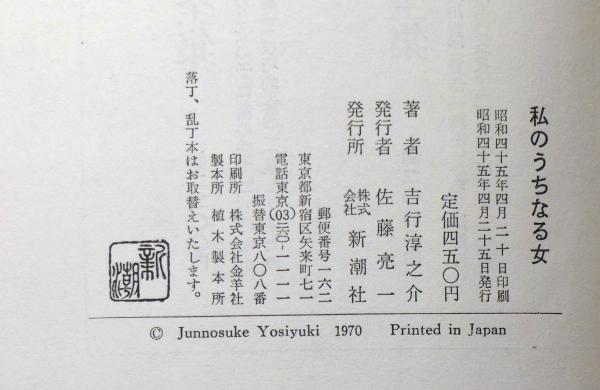 私のうちなる女
昭和四十五年四月二十日印刷
昭和四十五年四月二十五日発行
定価四五〇円
著者 吉行淳之介
発行者 佐藤亮一
発行所 株式会社 新潮社
郵便番号一六二
東京都新宿区矢来町七一
電話東京(03)二六〇-一一一一
振替東京八〇八番
印刷所 株式会社金羊社
製本所 植木製本所
落丁、乱丁本はお取替えいたします。
新潮
© Junnosuke Yosiyuki 1970 Printed in Japan